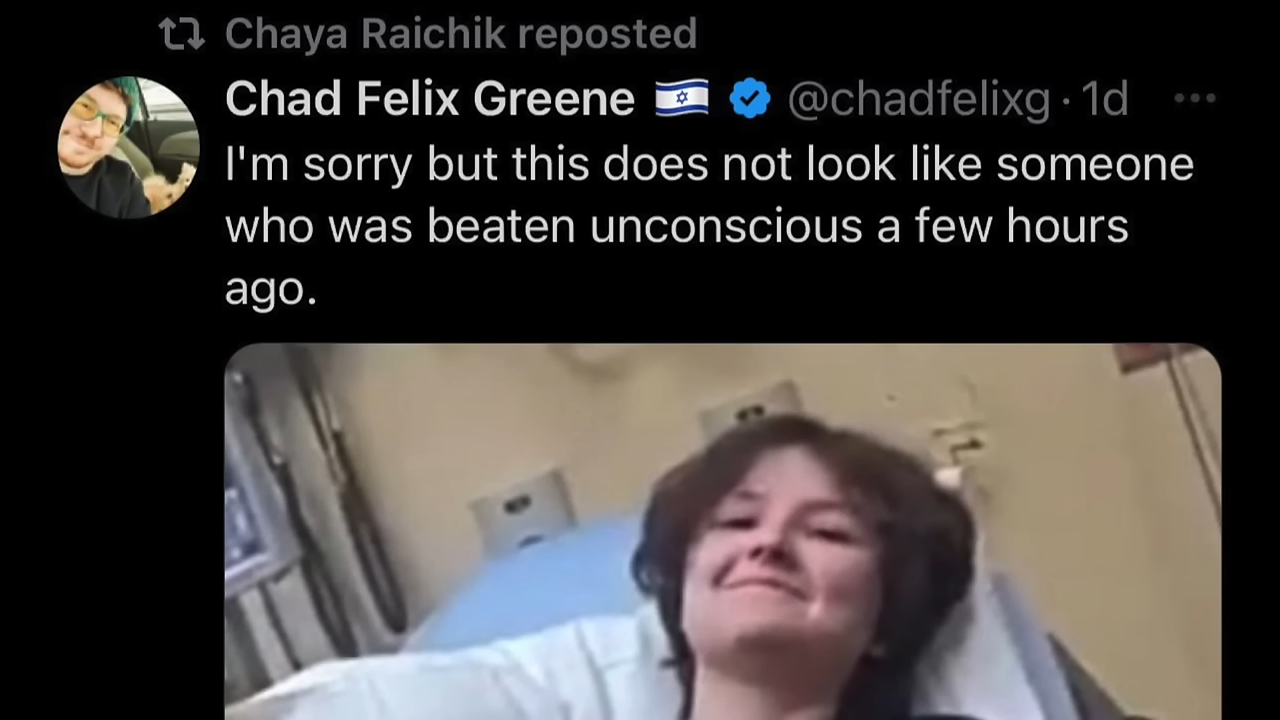 Chaya Raichik reposted
Chad Felix Greene 🇮🇱 @chadfelixg · 1d
I'm sorry but this does not look like someone
who was beaten unconscious a few hours
ago.